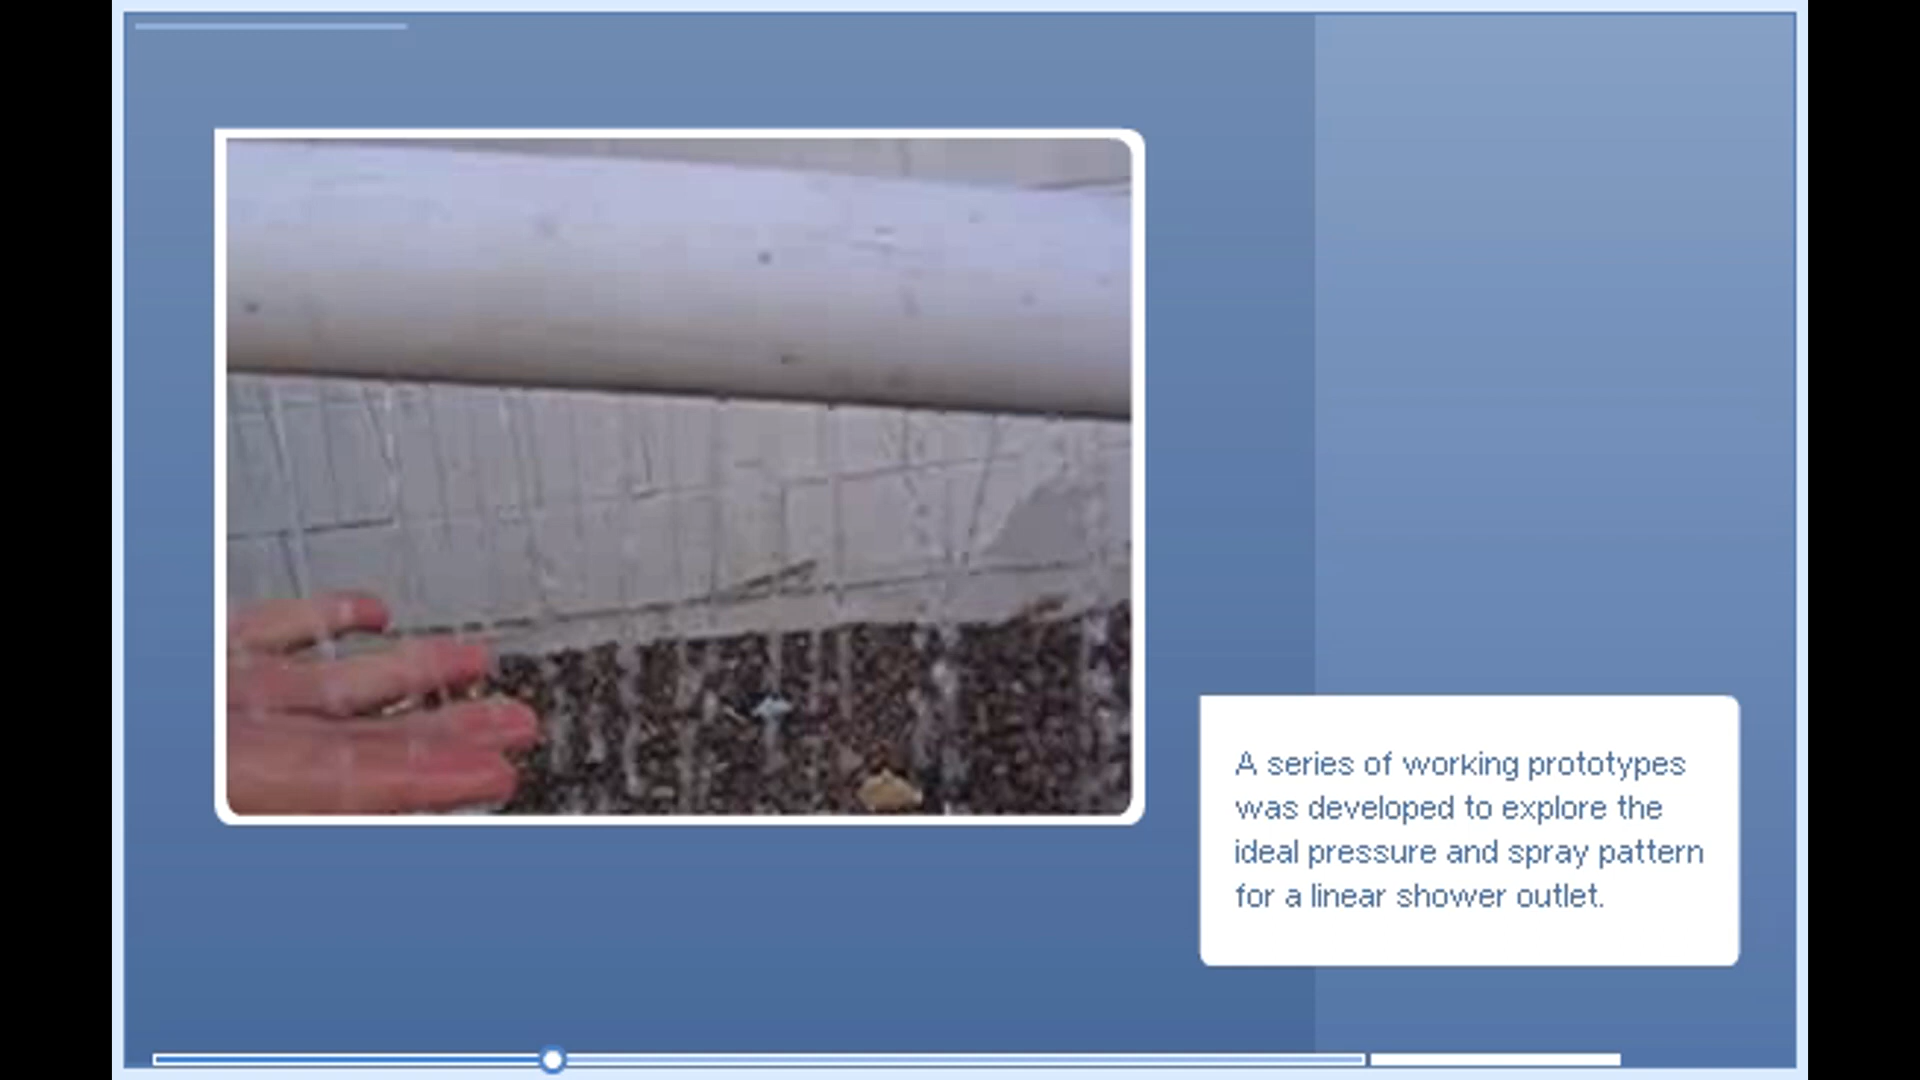 A series of working prototypes
was developed to explore the
ideal pressure and spray pattern
for a linear shower outlet.